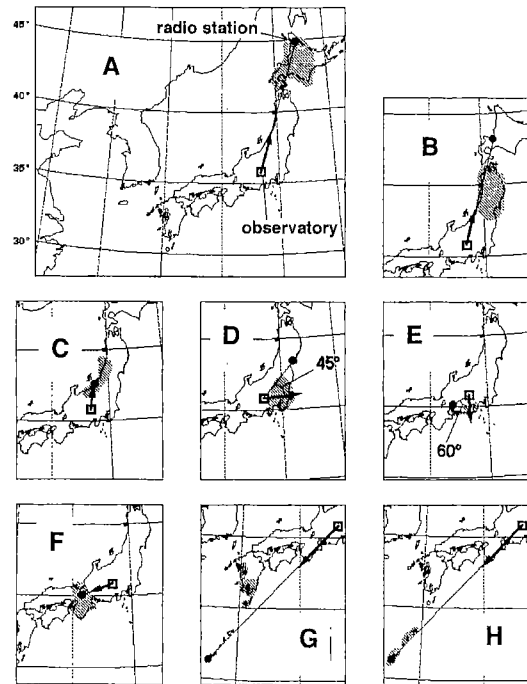 45°
radio station
A
40°
35°
observatory
30°
B
C
D
45°
E
60°
F
G
H